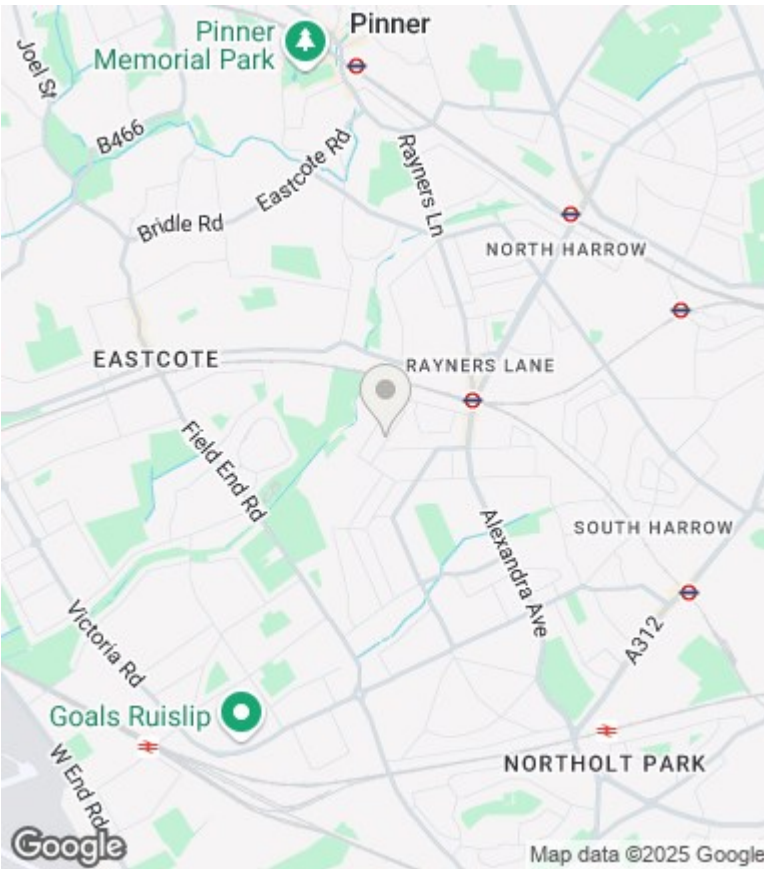 Pinner
Pinner
Memorial Park
Joel St
B466
Eastcote Rd
Rayners Ln
Bridle Rd
NORTH HARROW
EASTCOTE
RAYNERS LANE
Field End Rd
Alexandra Ave
SOUTH HARROW
Victoria Rd
A312
Goals Ruislip
W End Rd
NORTHOLT PARK
Google
Map data ©2025 Google